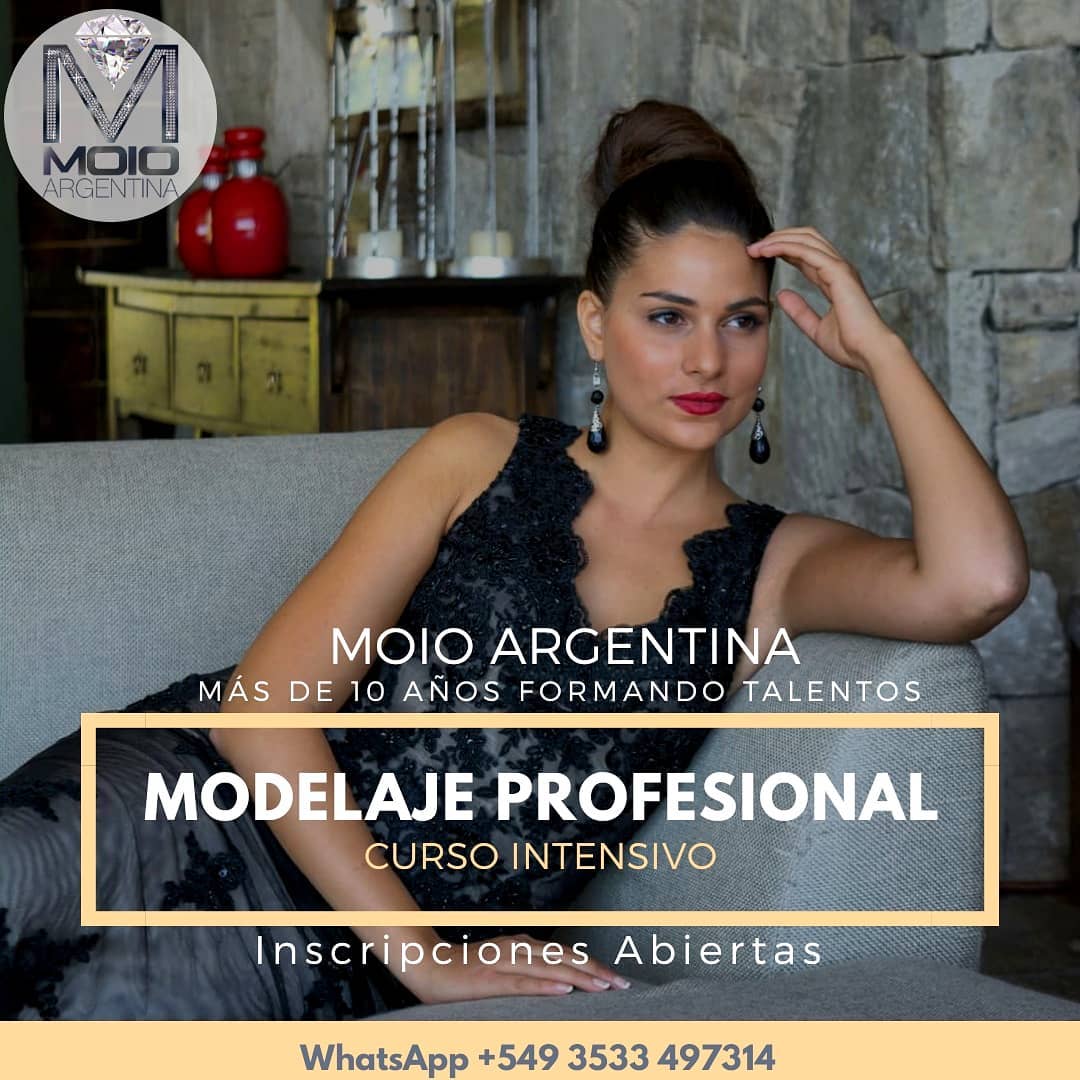 M
MOIO
ARGENTINA
MOIO ARGENTINA
MÁS DE 10 AÑOS FORMANDO TALENTOS
MODELAJE PROFESIONAL
CURSO INTENSIVO
Inscripciones Abiertas
WhatsApp +549 3533 497314